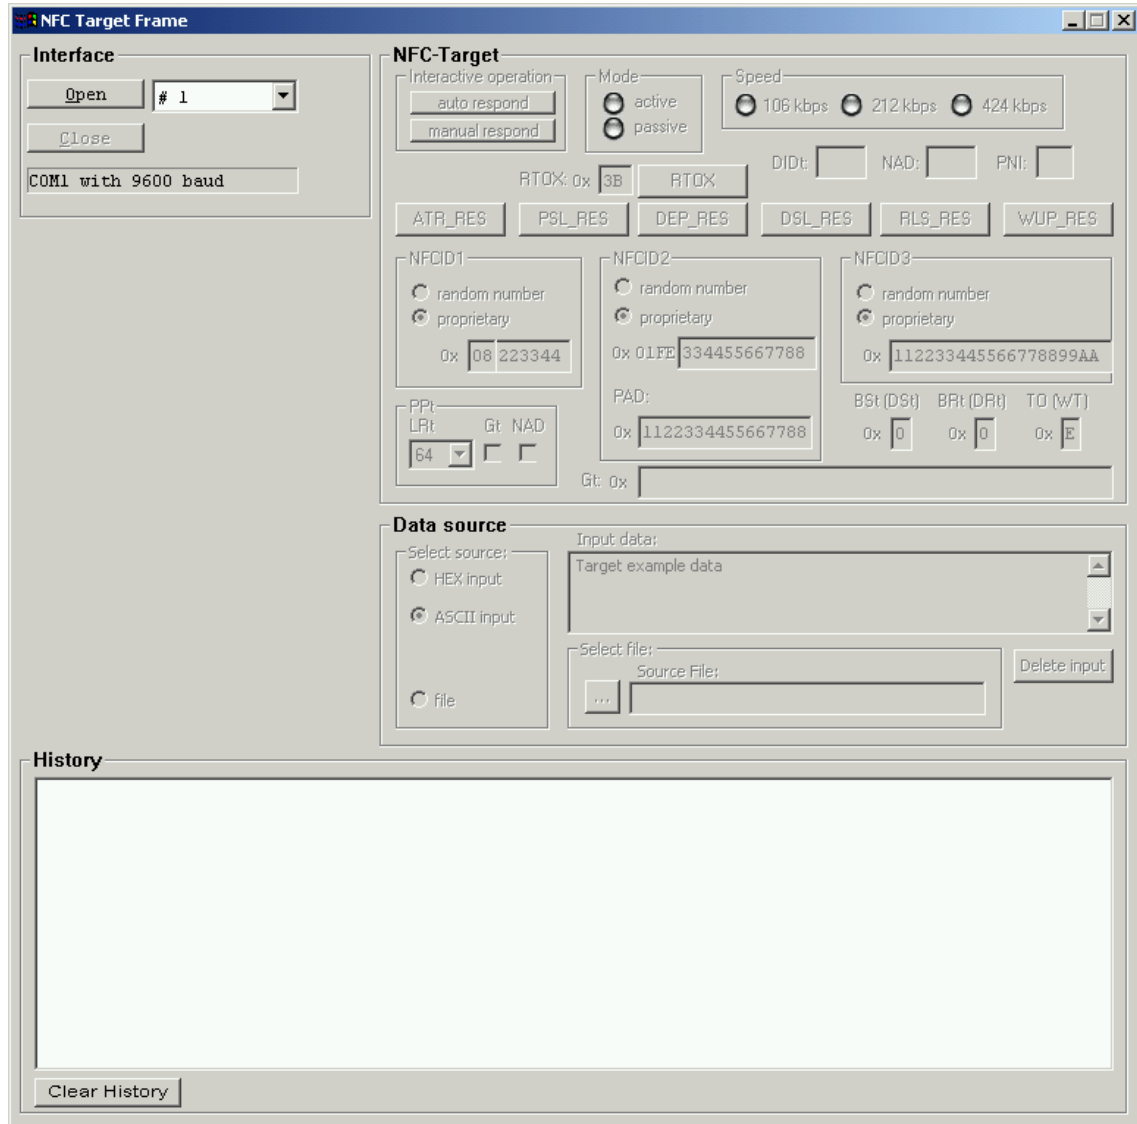 NFC Target Frame
Interface
Open
# 1
Close
COM1 with 9600 baud
NFC-Target
Interactive operation
auto respond
manual respond
Mode
active
passive
Speed
106 kbps
212 kbps
424 kbps
DIDt:
NAD:
PNI:
RTOX: 0x 3B
RTOX
ATR_RES
PSL_RES
DEP_RES
DSL_RES
RLS_RES
WUP_RES
NFCID1
random number
proprietary
0x 08 223344
NFCID2
random number
proprietary
0x 01FE 334455667788
PAD:
0x 1122334455667788
NFCID3
random number
proprietary
0x 112233445566778899AA
PPt
LRt
Gt NAD
64
BSt (DSt)
BRt (DRt)
TO (WT)
0x 0
0x 0
0x E
Gt: 0x
Data source
Select source:
HEX input
ASCII input
file
Input data:
Target example data
Select file:
Source File:
...
Delete input
History
Clear History